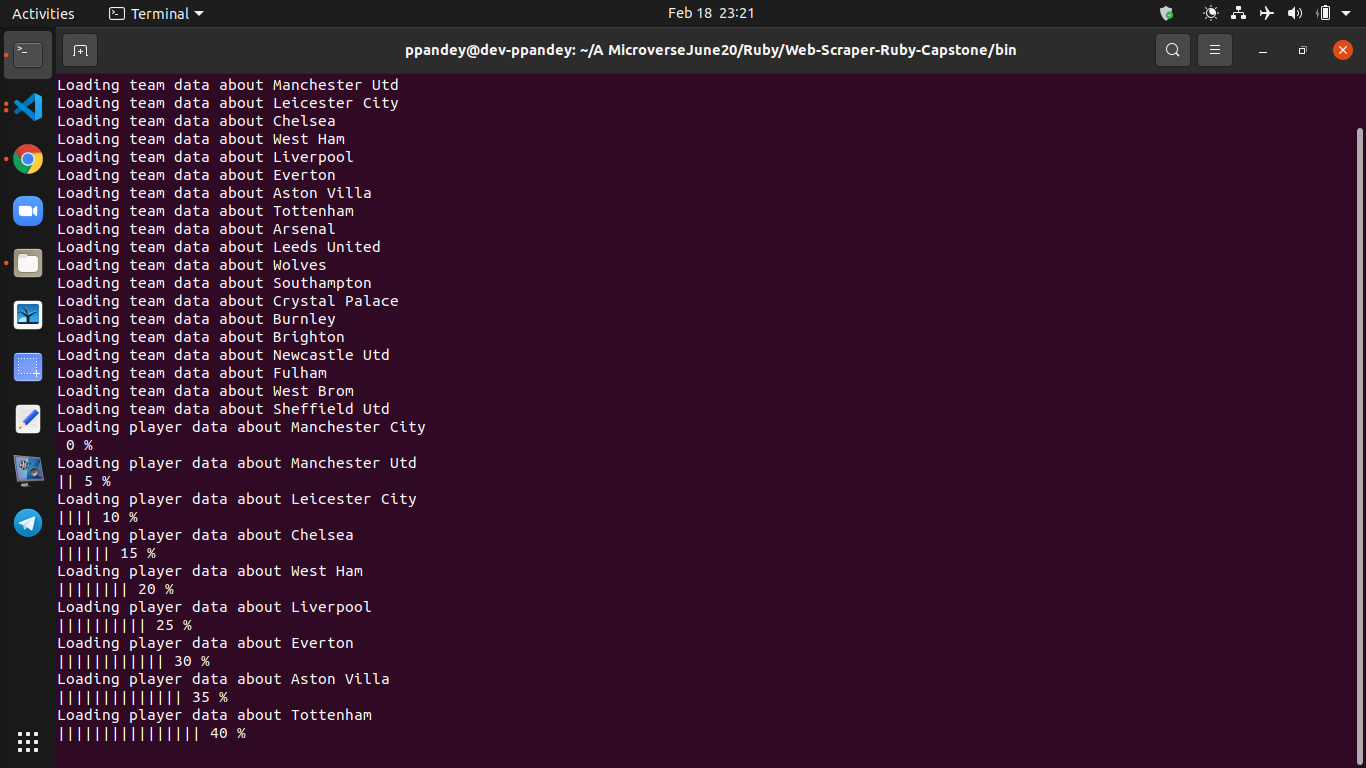 Activities
Terminal
Feb 18 23:21
ppandey@dev-ppandey: ~/A MicroverseJune20/Ruby/Web-Scraper-Ruby-Capstone/bin
Loading team data about Manchester Utd
Loading team data about Leicester City
Loading team data about Chelsea
Loading team data about West Ham
Loading team data about Liverpool
Loading team data about Everton
Loading team data about Aston Villa
Loading team data about Tottenham
Loading team data about Arsenal
Loading team data about Leeds United
Loading team data about Wolves
Loading team data about Southampton
Loading team data about Crystal Palace
Loading team data about Burnley
Loading team data about Brighton
Loading team data about Newcastle Utd
Loading team data about Fulham
Loading team data about West Brom
Loading team data about Sheffield Utd
Loading player data about Manchester City
 0 %
Loading player data about Manchester Utd
|| 5 %
Loading player data about Leicester City
|||| 10 %
Loading player data about Chelsea
|||||| 15 %
Loading player data about West Ham
|||||||| 20 %
Loading player data about Liverpool
|||||||||| 25 %
Loading player data about Everton
|||||||||||| 30 %
Loading player data about Aston Villa
|||||||||||||| 35 %
Loading player data about Tottenham
|||||||||||||||| 40 %